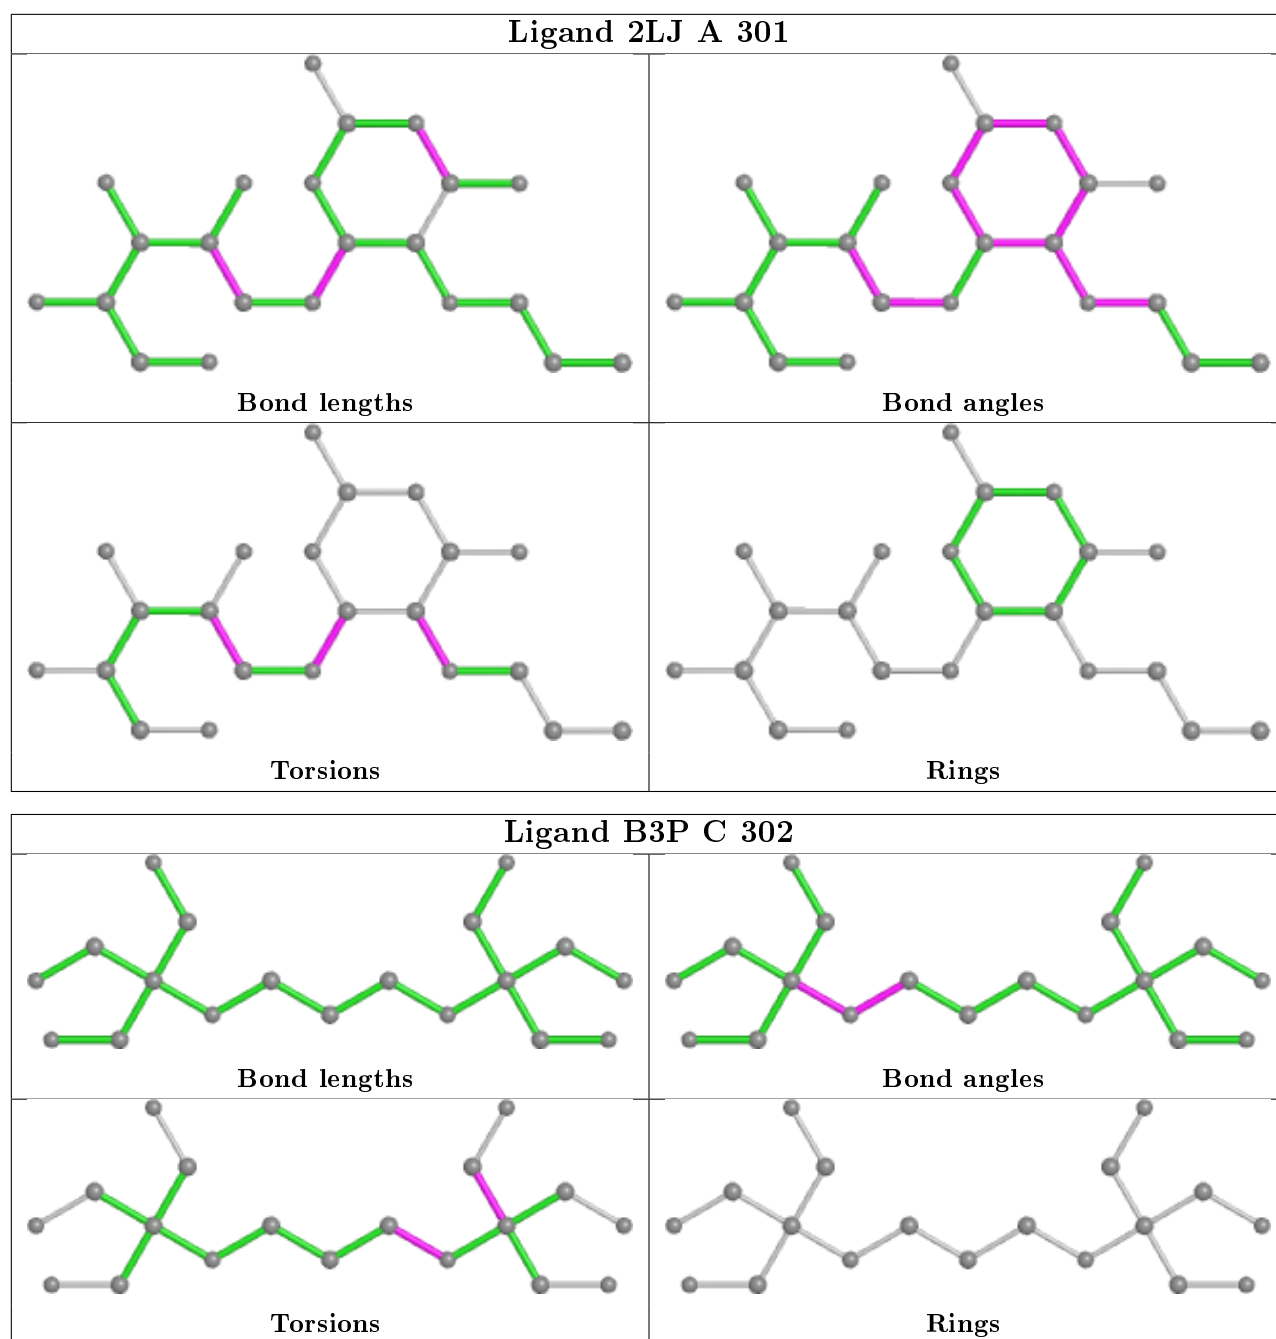 Ligand 2LJ A 301
Bond lengths
Bond angles
Torsions
Rings
Ligand B3P C 302
Bond lengths
Bond angles
Torsions
Rings